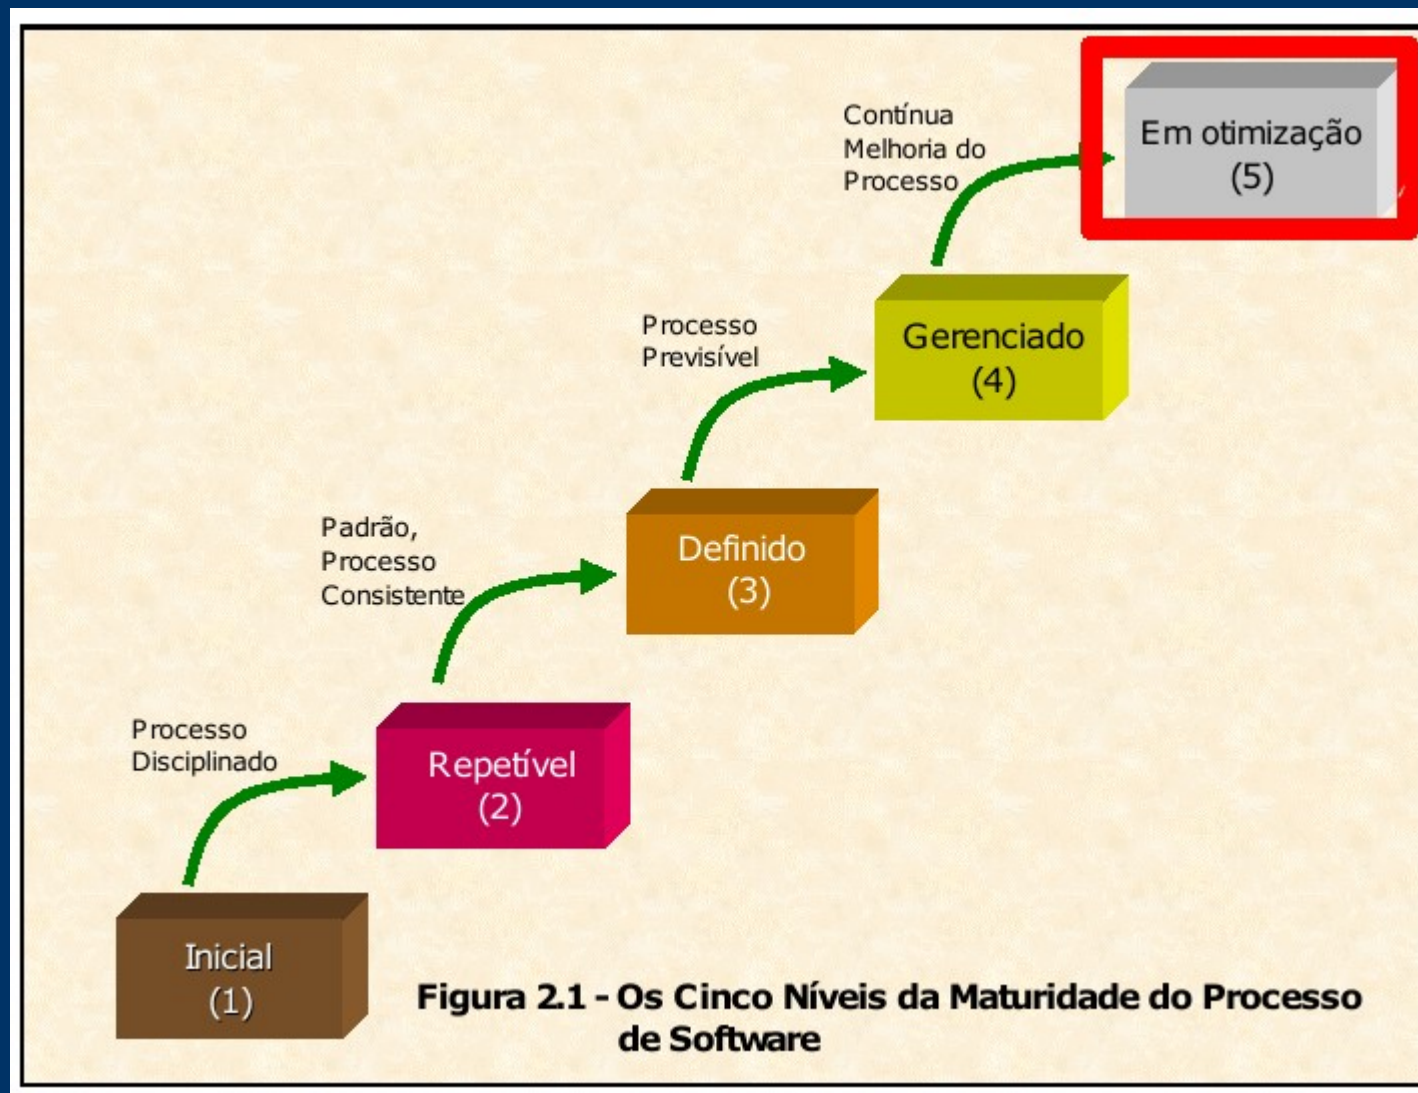 Contínua
Melhoria do
Processo
Em otimização
(5)
Processo
Previsível
Gerenciado
(4)
Padrão,
Processo
Consistente
Definido
(3)
Processo
Disciplinado
Repetível
(2)
Inicial
(1)
Figura 2.1 - Os Cinco Níveis da Maturidade do Processo
de Software